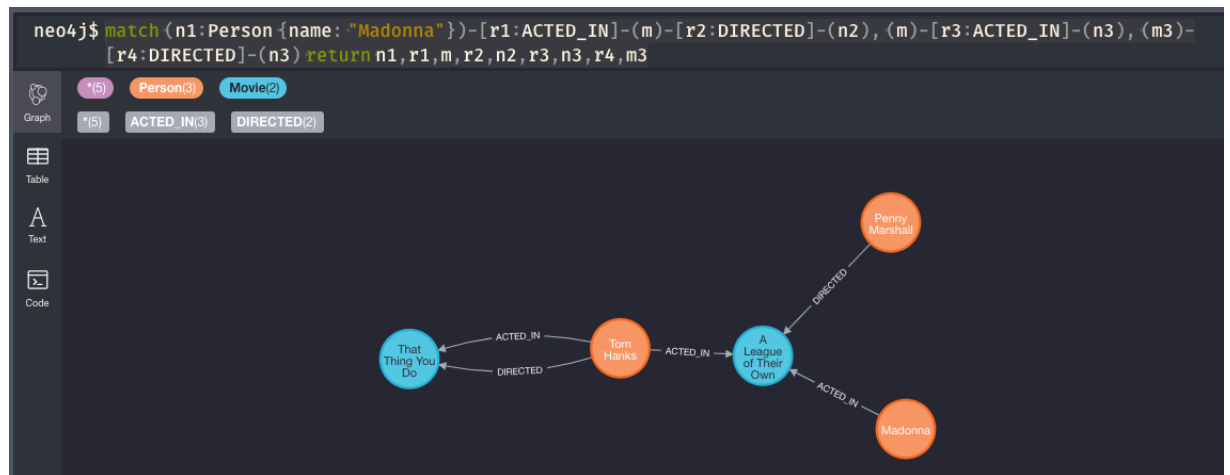 neo4j$ match (n1:Person {name: "Madonna"})-[r1:ACTED_IN]-(m)-[r2:DIRECTED]-(n2), (m)-[r3:ACTED_IN]-(n3), (m3)-
[r4:DIRECTED]-(n3) return n1,r1,m,r2,n2,r3,n3,r4,m3
*(5) Person(3) Movie(2)
Graph
*(5) ACTED_IN(3) DIRECTED(2)
Table
A
Text
Code
Penny
Marshall
DIRECTED
That
Thing You
Do
ACTED_IN
DIRECTED
Tom
Hanks
ACTED_IN
A
League
of Their
Own
ACTED_IN
Madonna